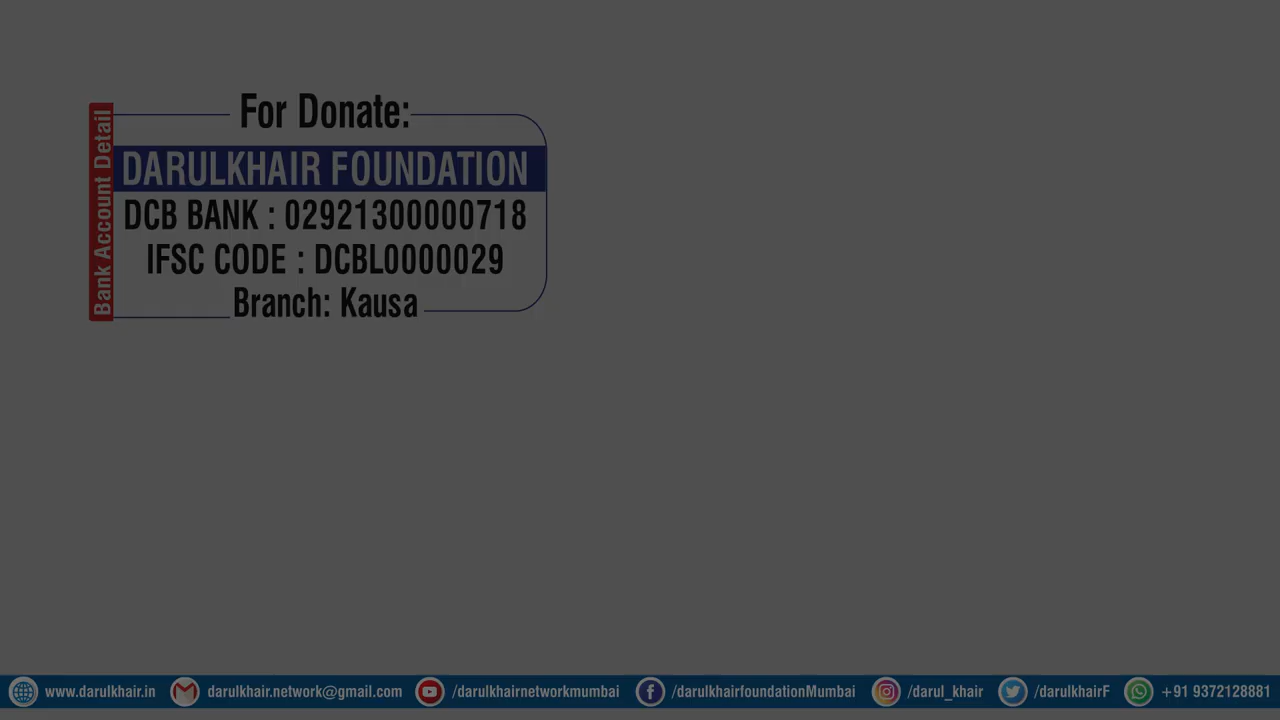 For Donate:
Bank Account Detail
DARULKHAIR FOUNDATION
DCB BANK : 02921300000718
IFSC CODE : DCBL0000029
Branch: Kausa
www.darulkhair.in darulkhair.network@gmail.com /darulkhairnetworkmumbai /darulkhairfoundationMumbai /darul_khair /darulkhairF +91 9372128881